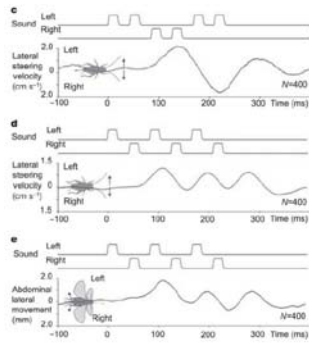 c
Left
Sound
Right
2.0
Lateral
steering
velocity
(cm s⁻¹)
Left
0
Right
2.0
N=400
-100 0 100 200 300 Time (ms)
d
Left
Sound
Right
1.5
Lateral
steering
velocity
(cm s⁻¹)
Left
0
Right
1.5
N=400
-100 0 100 200 300 Time (ms)
e
Sound
Left
Right
2.0
Abdominal
lateral
movement
(mm)
Left
0
Right
2.0
N=400
-100 0 100 200 300 Time (ms)